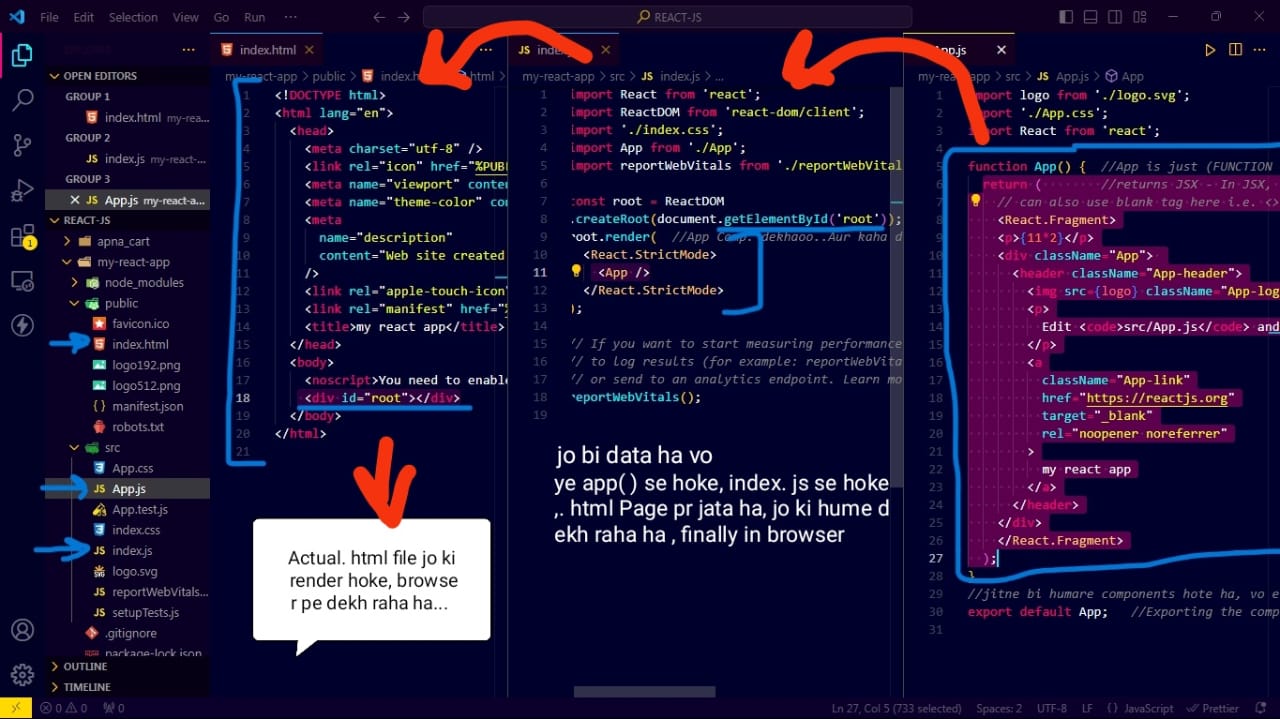 File Edit Selection View Go Run ···
REACT-JS
index.html
my-react-app > public >
OPEN EDITORS
GROUP 1
index.html my-rea...
GROUP 2
index.js my-react-...
GROUP 3
App.js my-react-a...
REACT-JS
apna_cart
my-react-app
node_modules
public
favicon.ico
index.html
logo192.png
logo512.png
manifest.json
robots.txt
src
App.css
App.js
App.test.js
index.css
index.js
logo.svg
reportWebVitals...
setupTests.js
.gitignore
package-lock.json
OUTLINE
TIMELINE
1 <!DOCTYPE html>
2 <html lang="en">
3 <head>
4 <meta charset="utf-8" />
5 <link rel="icon" href="%PUB
6 <meta name="viewport" conten
7 <meta name="theme-color" co
8 <meta
9 name="description"
10 content="Web site created
11 />
12 <link rel="apple-touch-icon"
13 <link rel="manifest" href="%
14 <title>my react app</title>
15 </head>
16 <body>
17 <noscript>You need to enable
18 <div id="root"></div>
19 </body>
20 </html>
21
Actual. html file jo ki
render hoke, browse
r pe dekh raha ha...
my-react-app > src > JS index.js > ...
1 import React from 'react';
2 import ReactDOM from 'react-dom/client';
3 import './index.css';
4 import App from './App';
5 import reportWebVitals from './reportWebVital
6
7 const root = ReactDOM
8 .createRoot(document.getElementById('root'));
9 root.render( //App Comp. dekhaoo..Aur kaha d
10 <React.StrictMode>
11 <App />
12 </React.StrictMode>
13 );
14
15 // If you want to start measuring performance
16 // to log results (for example: reportWebVita
17 // or send to an analytics endpoint. Learn mo
18 reportWebVitals();
19
jo bi data ha vo
ye app( ) se hoke, index. js se hoke
,. html Page pr jata ha, jo ki hume d
ekh raha ha , finally in browser
App.js
my-react-app > src > JS App.js > App
1 import logo from './logo.svg';
2 import './App.css';
3 import React from 'react';
4
5 function App() { //App is just (FUNCTION
6 return ( //returns JSX - In JSX,
7 // can also use blank tag here i.e. <>
8 <React.Fragment>
9 <p>{11*2}</p>
10 <div className="App">
11 <header className="App-header">
12 <img src={logo} className="App-log
13 <p>
14 Edit <code>src/App.js</code> and
15 </p>
16 <a
17 className="App-link"
18 href="https://reactjs.org"
19 target="_blank"
20 rel="noopener noreferrer"
21 >
22 my react app
23 </a>
24 </header>
25 </div>
26 </React.Fragment>
27 );
28 }
29 //jitne bi humare components hote ha, vo e
30 export default App; //Exporting the comp
31
0 0 0 Ln 27, Col 5 (733 selected) Spaces: 2 UTF-8 LF {} JavaScript Prettier